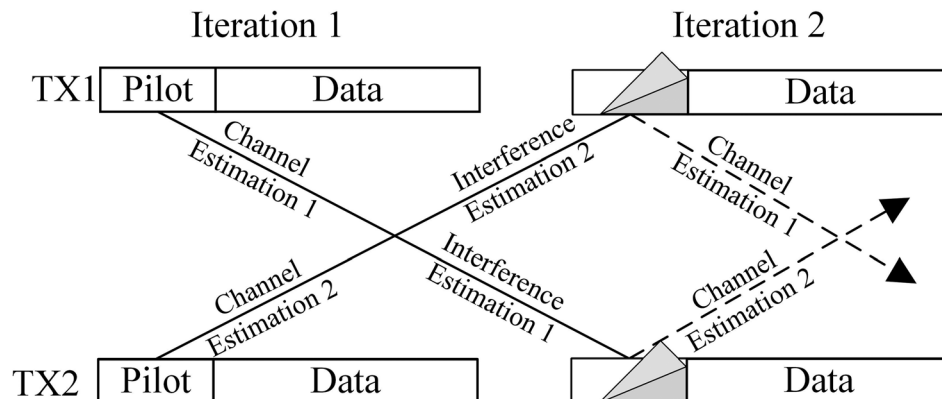 Iteration 1
Iteration 2
TX1
Pilot
Data
Data
Channel
Estimation 1
Interference
Estimation 2
Channel
Estimation 1
Channel
Estimation 2
Interference
Estimation 1
Channel
Estimation 2
TX2
Pilot
Data
Data